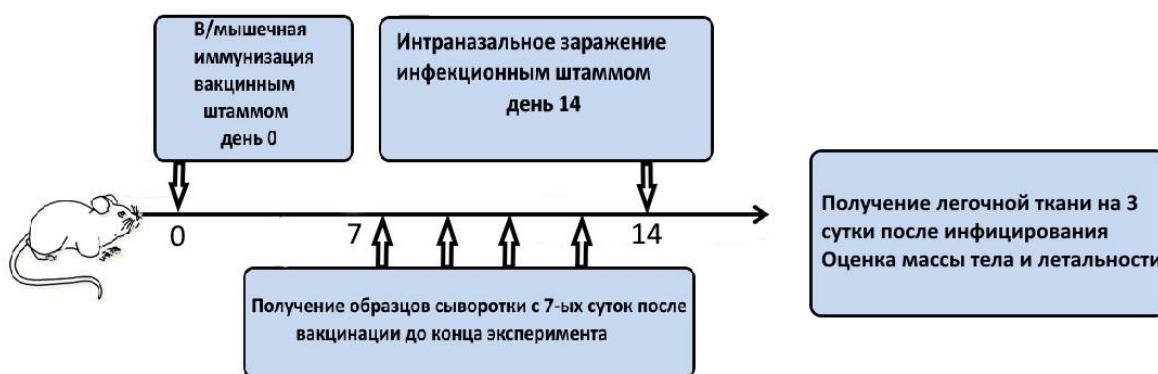 В/мышечная
иммунизация
вакцинным
штаммом
день 0
Интраназальное заражение
инфекционным штаммом
день 14
0
7
14
Получение образцов сыворотки с 7-ых суток после
вакцинации до конца эксперимента
Получение легочной ткани на 3
сутки после инфицирования
Оценка массы тела и летальности